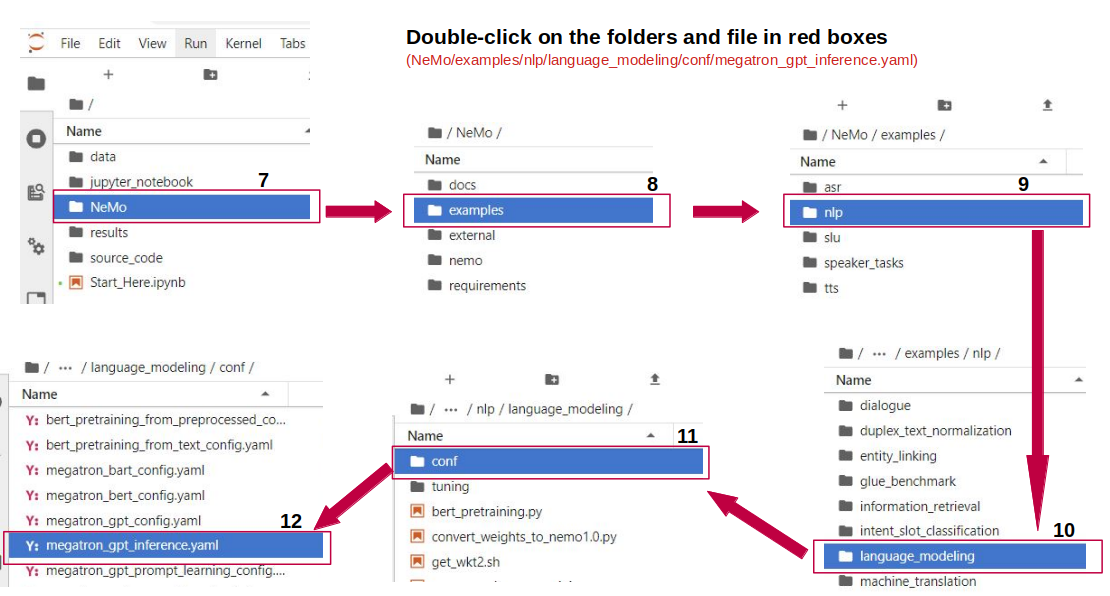 Double-click on the folders and file in red boxes
(NeMo/examples/nlp/language_modeling/conf/megatron_gpt_inference.yaml)
File Edit View Run Kernel Tabs
/
Name
data
jupyter_notebook
7
NeMo
results
source_code
Start_Here.ipynb
/ NeMo /
Name
docs
8
examples
external
nemo
requirements
/ NeMo / examples /
Name
asr
9
nlp
slu
speaker_tasks
tts
/ ··· / examples / nlp /
Name
dialogue
duplex_text_normalization
entity_linking
glue_benchmark
information_retrieval
intent_slot_classification
10
language_modeling
machine_translation
/ ··· / nlp / language_modeling /
Name
11
conf
tuning
bert_pretraining.py
convert_weights_to_nemo1.0.py
get_wkt2.sh
/ ··· / language_modeling / conf /
Name
Y: bert_pretraining_from_preprocessed_co...
Y: bert_pretraining_from_text_config.yaml
Y: megatron_bart_config.yaml
Y: megatron_bert_config.yaml
Y: megatron_gpt_config.yaml
12
Y: megatron_gpt_inference.yaml
Y: megatron_gpt_prompt_learning_config....